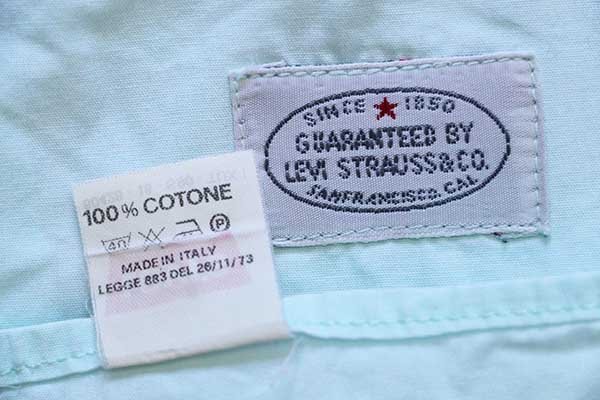 SINCE ★ 1850
GUARANTEED BY
LEVI STRAUSS&CO.
SANFRANCISCO,CAL.
100% COTONE
40 P
MADE IN ITALY
LEGGE 883 DEL 26/11/73